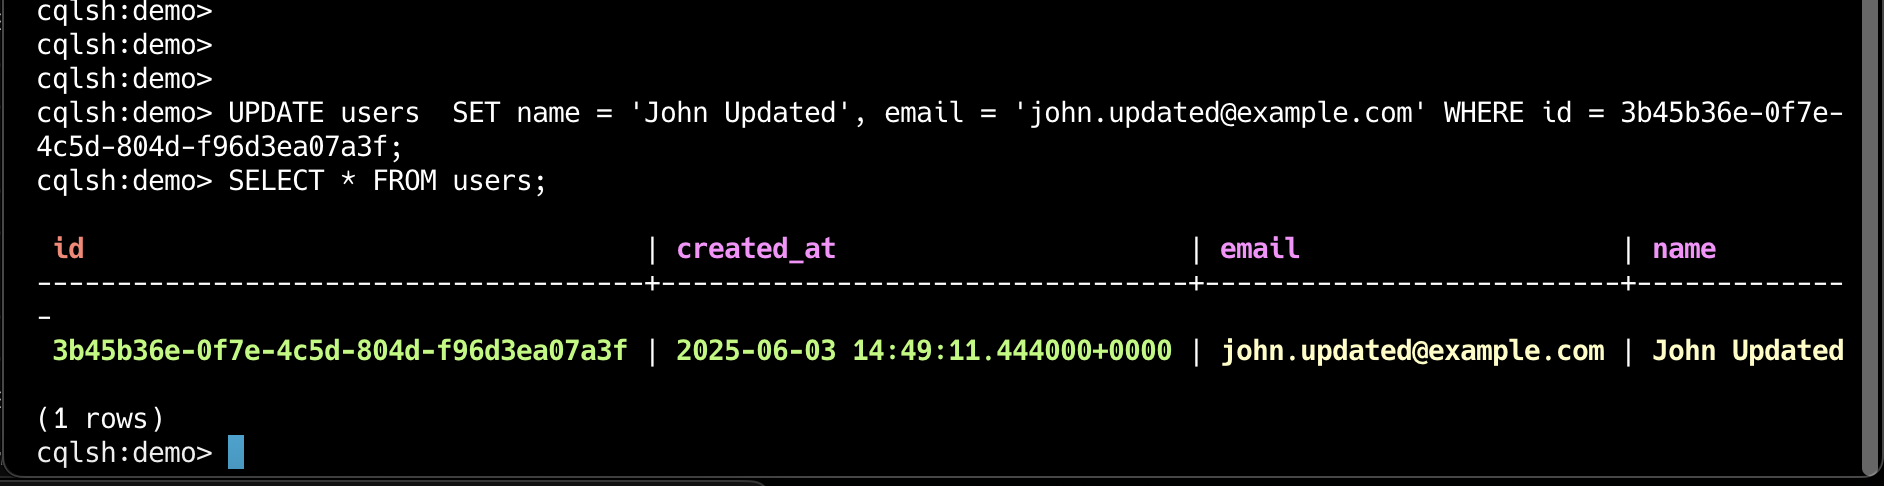 cqlsh:demo>
cqlsh:demo>
cqlsh:demo>
cqlsh:demo> UPDATE users  SET name = 'John Updated', email = 'john.updated@example.com' WHERE id = 3b45b36e-0f7e-
4c5d-804d-f96d3ea07a3f;
cqlsh:demo> SELECT * FROM users;
 id                                   | created_at                      | email                    | name
--------------------------------------+---------------------------------+--------------------------+-------------
-
 3b45b36e-0f7e-4c5d-804d-f96d3ea07a3f | 2025-06-03 14:49:11.444000+0000 | john.updated@example.com | John Updated
(1 rows)
cqlsh:demo>